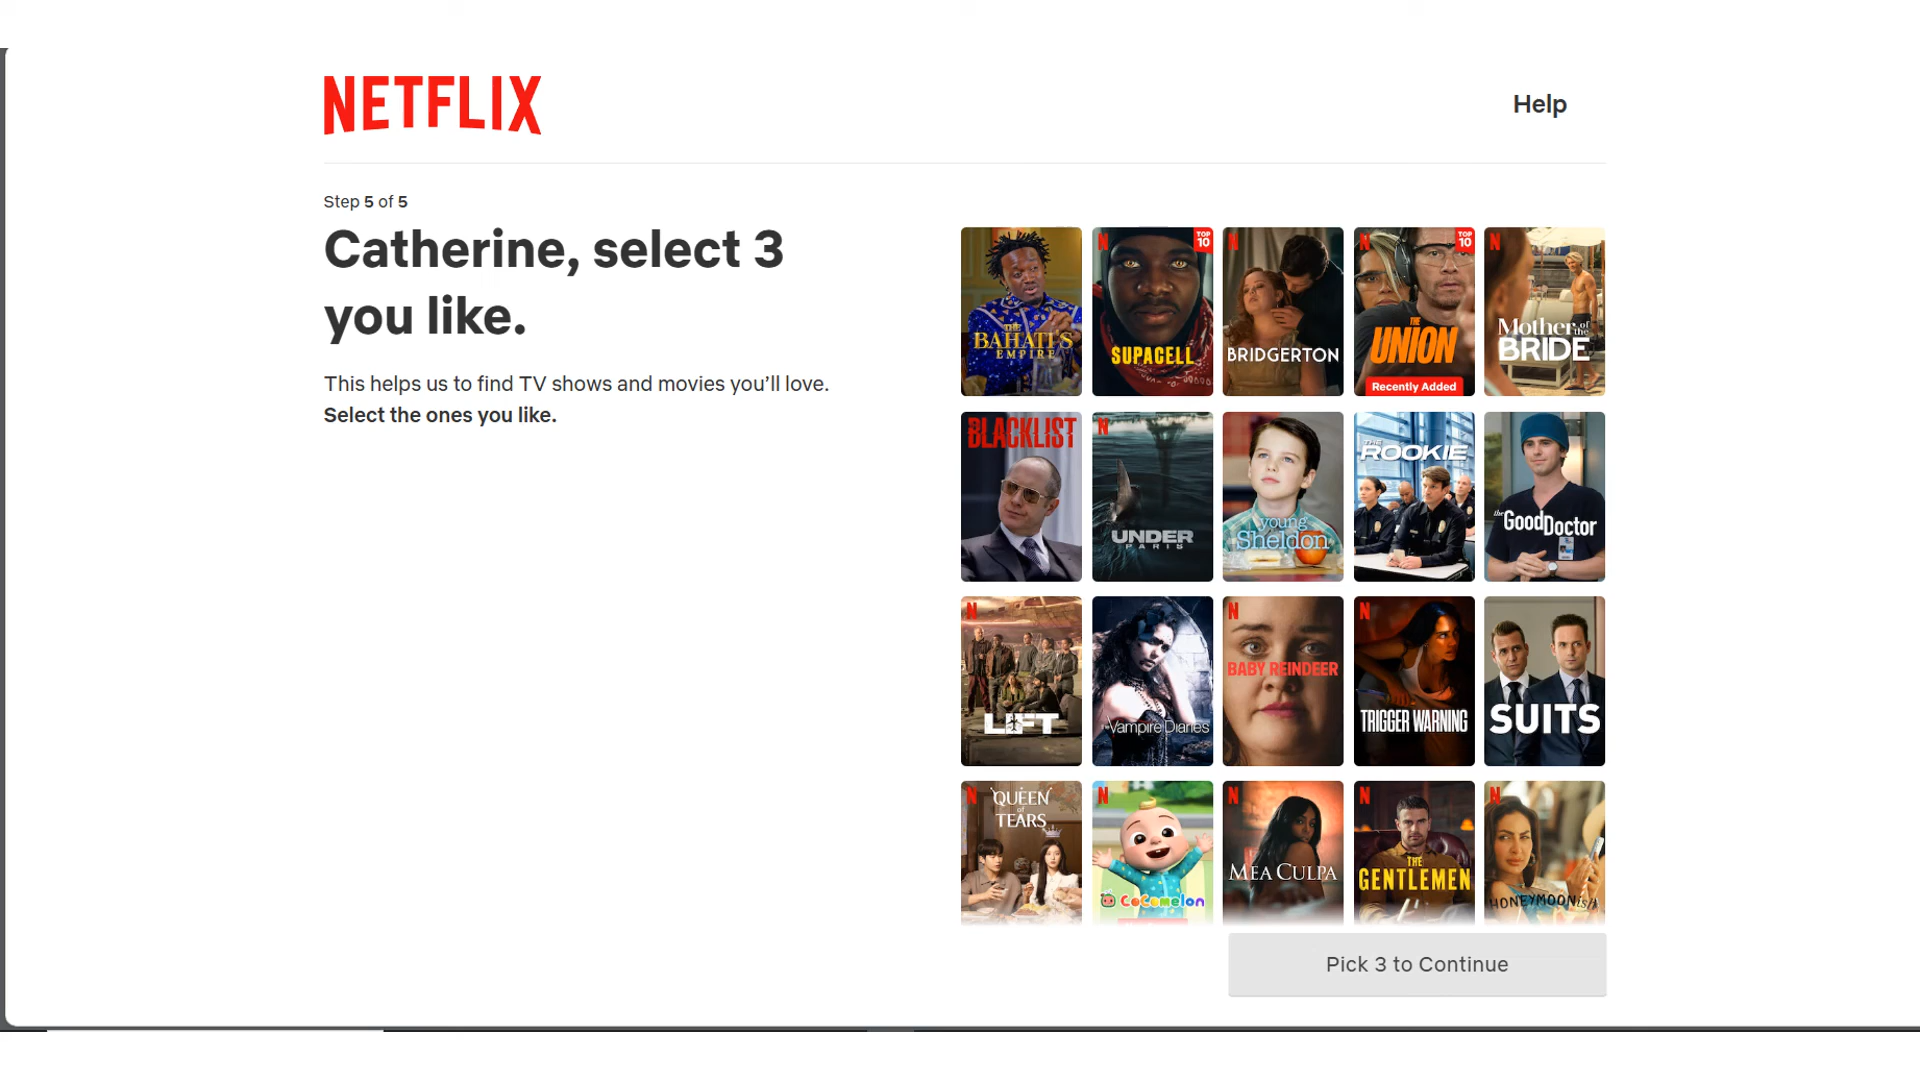 NETFLIX
Help
Step 5 of 5
Catherine, select 3
you like.
This helps us to find TV shows and movies you’ll love.
Select the ones you like.
THE
BAHATI'S
EMPIRE
N
TOP
10
SUPACELL
N
BRIDGERTON
N
TOP
10
THE
UNION
Recently Added
N
Mother of the
BRIDE
BLACKLIST
N
UNDER
PARIS
young
Sheldon
THE
ROOKIE
the
GoodDoctor
N
LIFT
the Vampire Diaries
N
BABY REINDEER
N
TRIGGER WARNING
SUITS
N
QUEEN
of
TEARS
N
CoComelon
N
MEA CULPA
N
THE
GENTLEMEN
N
HONEYMOONish
Pick 3 to Continue